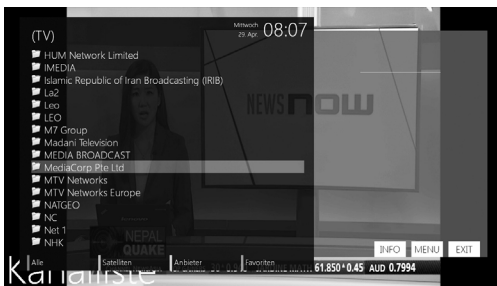 (TV)
Mittwoch
29. Apr.
08:07
HUM Network Limited
IMEDIA
Islamic Republic of Iran Broadcasting (IRIB)
La2
Leo
LEO
M7 Group
Madani Television
MEDIA BROADCAST
MediaCorp Pte Ltd
MTV Networks
MTV Networks Europe
NATGEO
NC
Net 1
NHK
NEWS now
NEPAL
QUAKE
INFO MENU EXIT
Alle Satelliten Anbieter Favoriten
Kanalliste
61.850 0.45 AUD 0.7994